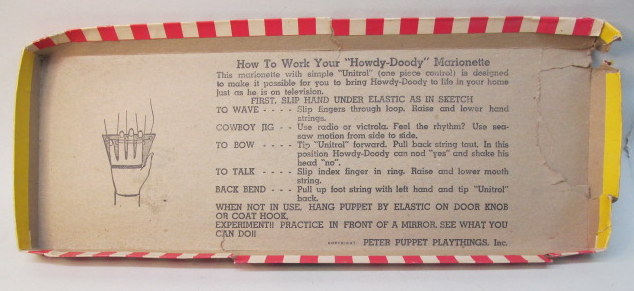 How To Work Your "Howdy-Doody" Marionette
This marionette with simple "Unitrol" (one piece control) is designed
to make it possible for you to bring Howdy-Doody to life in your home
just as he is on television.
FIRST, SLIP HAND UNDER ELASTIC AS IN SKETCH
TO WAVE - - - - Slip fingers through loop. Raise and lower hand
strings.
COWBOY JIG - - Use radio or victrola. Feel the rhythm? Use see-
saw motion from side to side.
TO BOW - - - - Tip "Unitrol" forward. Pull back string taut. In this
position Howdy-Doody can nod "yes" and shake his
head "no".
TO TALK - - - - Slip index finger in ring. Raise and lower mouth
string.
BACK BEND - - - Pull up foot string with left hand and tip "Unitrol"
back.
WHEN NOT IN USE, HANG PUPPET BY ELASTIC ON DOOR KNOB
OR COAT HOOK.
EXPERIMENT!! PRACTICE IN FRONT OF A MIRROR, SEE WHAT YOU
CAN DO!!
COPYRIGHT PETER PUPPET PLAYTHINGS, Inc.